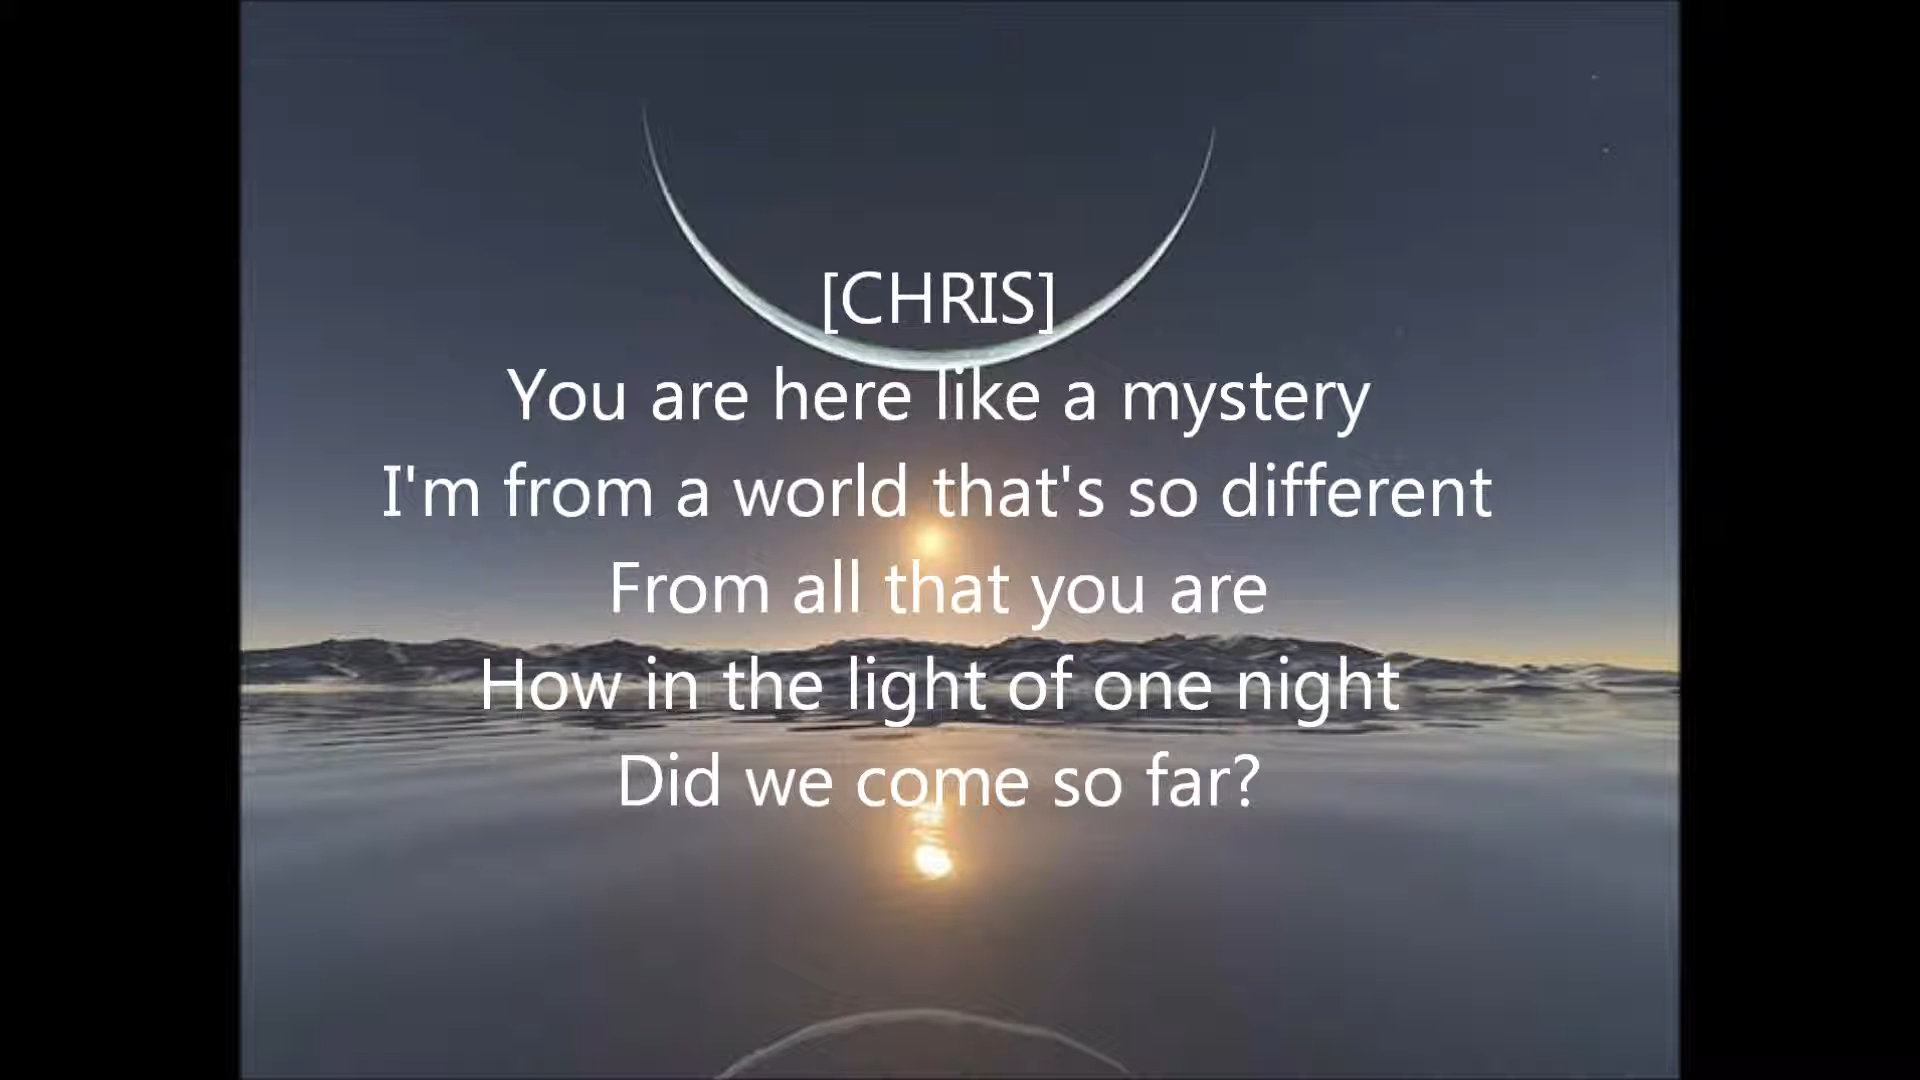 [CHRIS]
You are here like a mystery
I'm from a world that's so different
From all that you are
How in the light of one night
Did we come so far?